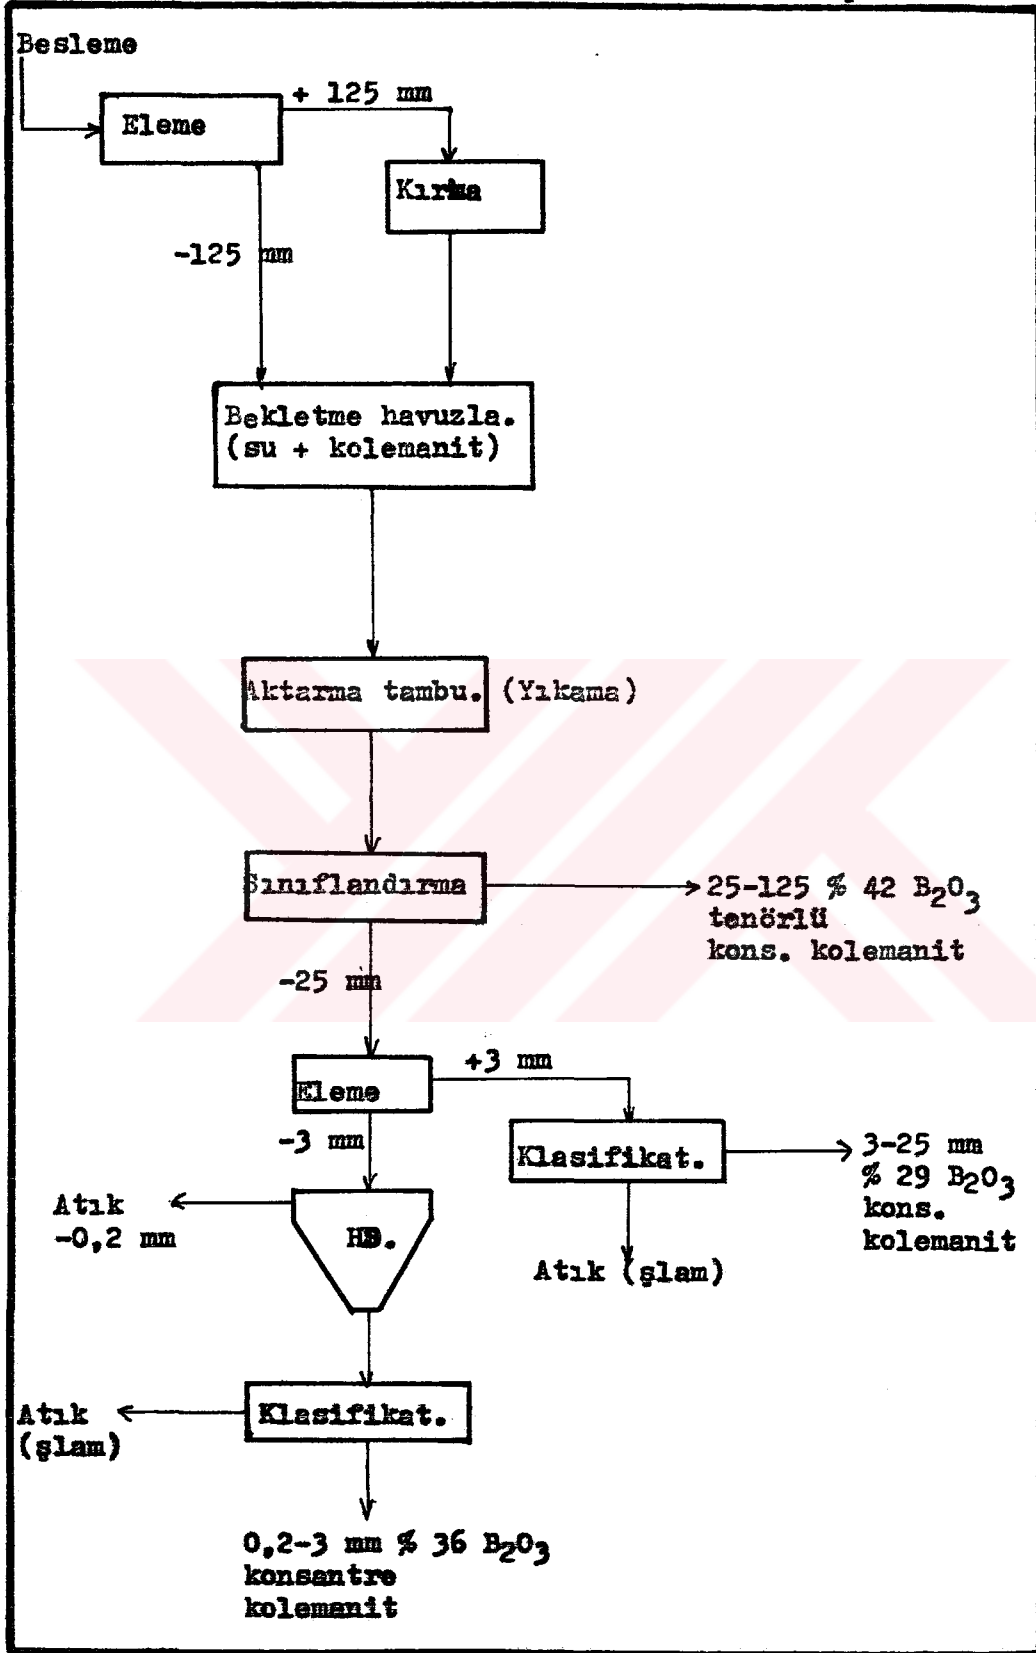 Besleme
+ 125 mm
Eleme
Kırma
-125 mm
Bekletme havuzla.
(su + kolemanit)
Aktarma tambu. (Yıkama)
Sınıflandırma
25-125 % 42 B₂O₃
tenörlü
kons. kolemanit
-25 mm
+3 mm
Eleme
-3 mm
Klasifikat.
3-25 mm
% 29 B₂O₃
kons.
kolemanit
Atık
-0,2 mm
Atık (şlam)
Klasifikat.
Atık
(şlam)
0,2-3 mm % 36 B₂O₃
konsantre
kolemanit